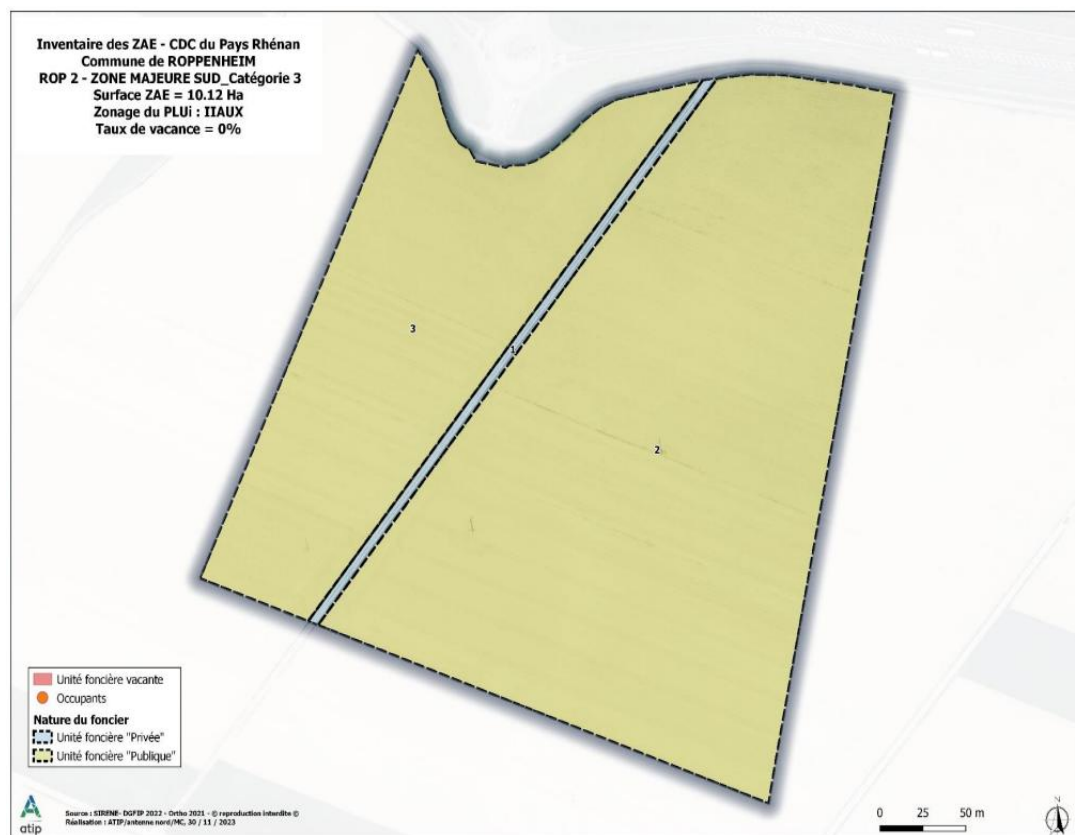 Inventaire des ZAE - CDC du Pays Rhénan
Commune de ROPPENHEIM
ROP 2 - ZONE MAJEURE SUD_Catégorie 3
Surface ZAE = 10.12 Ha
Zonage du PLUi : IIAUX
Taux de vacance = 0%
3
1
2
Unité foncière vacante
Occupants
Nature du foncier
Unité foncière "Privée"
Unité foncière "Publique"
atip
Source : SIRENE- DGFIP 2022 - Ortho 2021 - © reproduction interdite ©
Réalisation : ATIP/antenne nord/MC, 30 / 11 / 2023
0 25 50 m
N